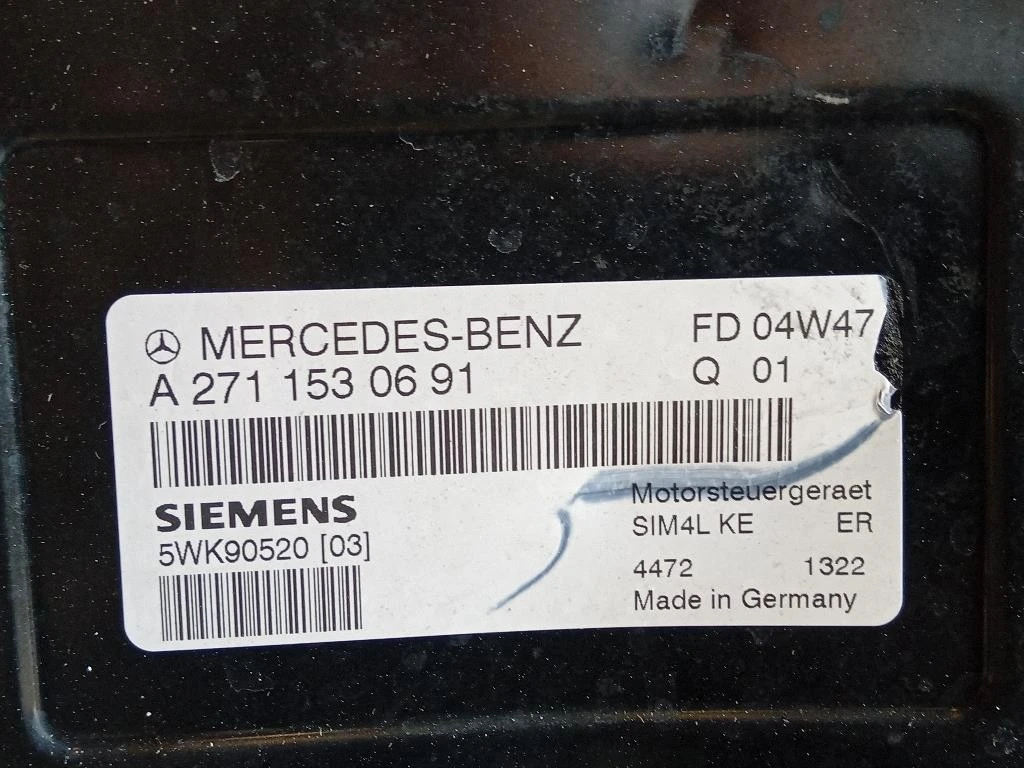 MERCEDES-BENZ FD 04W47
A 271 153 06 91 Q 01
SIEMENS
5WK90520 [03]
Motorsteuergeraet
SIM4L KE ER
4472 1322
Made in Germany